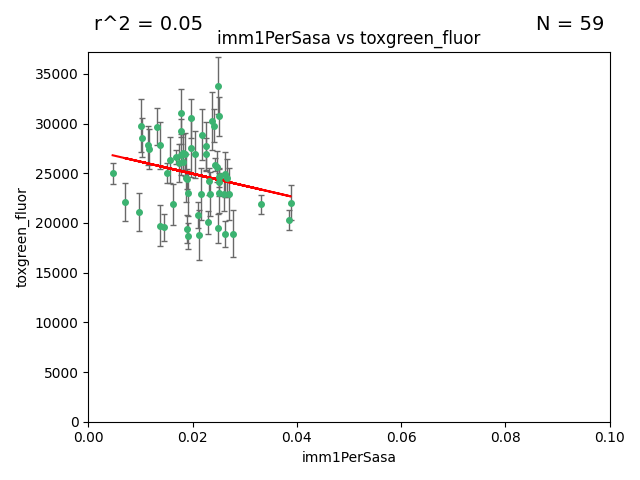 r^2 = 0.05
N = 59
imm1PerSasa vs toxgreen_fluor
35000
30000
25000
20000
15000
10000
5000
0
toxgreen_fluor
0.00 0.02 0.04 0.06 0.08 0.10
imm1PerSasa